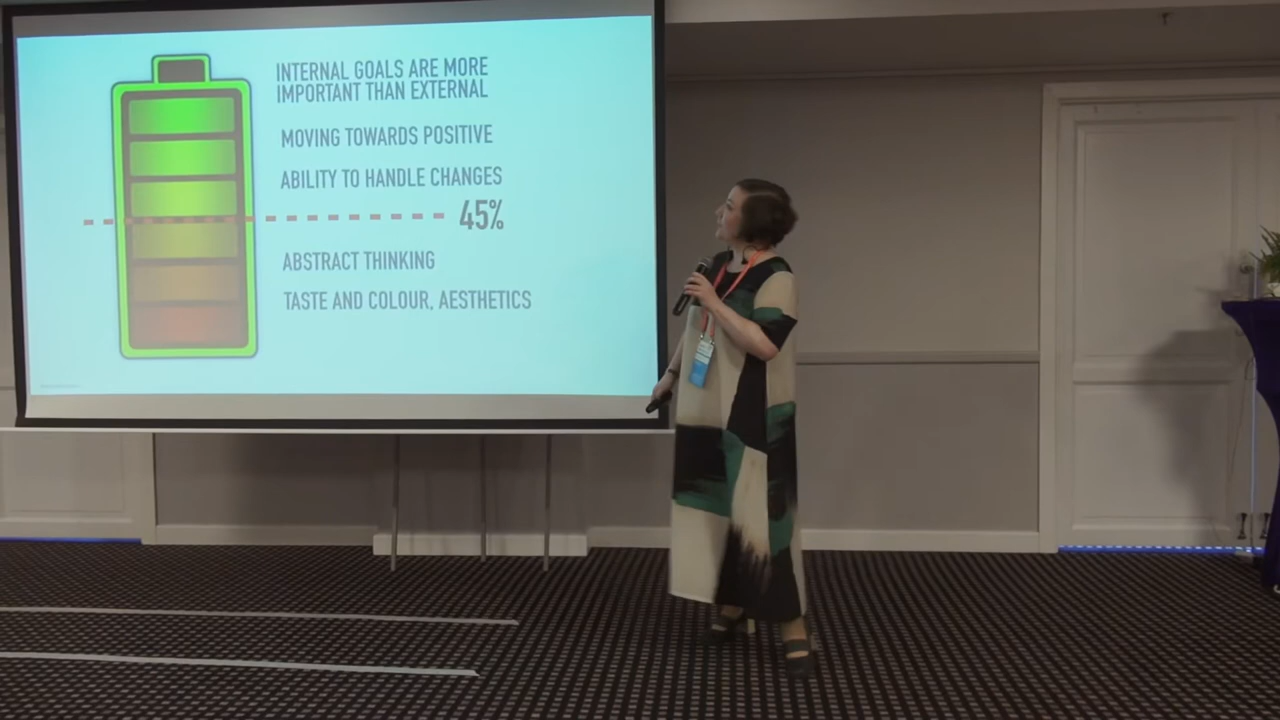 INTERNAL GOALS ARE MORE
IMPORTANT THAN EXTERNAL
MOVING TOWARDS POSITIVE
ABILITY TO HANDLE CHANGES
45%
ABSTRACT THINKING
TASTE AND COLOUR, AESTHETICS